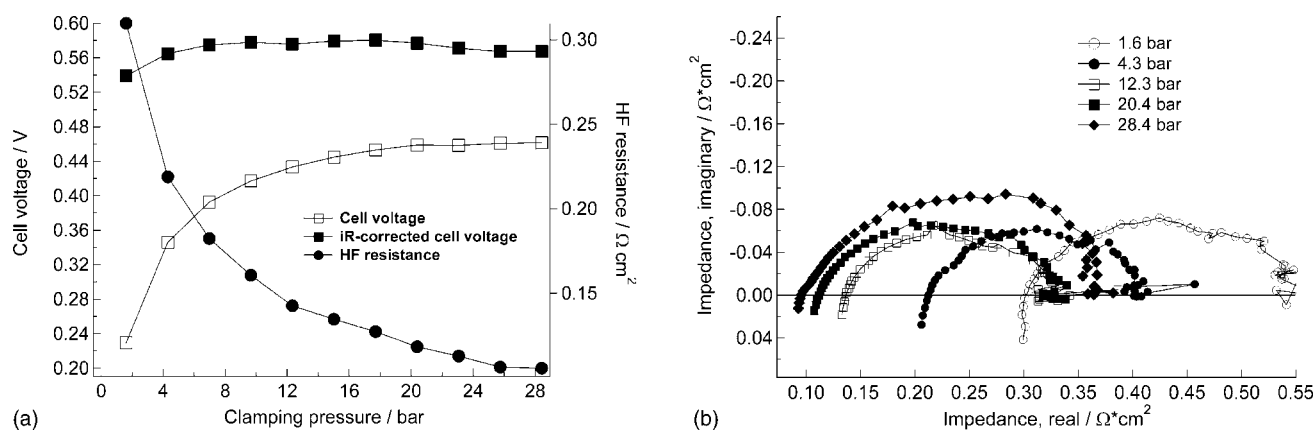 0.60
0.56
0.52
0.48
0.44
0.40
0.36
0.32
0.28
0.24
0.20
Cell voltage / V
0.30
0.25
0.20
0.15
HF resistance / Ω cm²
Cell voltage
iR-corrected cell voltage
HF resistance
0 4 8 12 16 20 24 28
Clamping pressure / bar
(a)
-0.24
-0.20
-0.16
-0.12
-0.08
-0.04
0.00
0.04
Impedance, imaginary / Ω*cm²
1.6 bar
4.3 bar
12.3 bar
20.4 bar
28.4 bar
0.10 0.15 0.20 0.25 0.30 0.35 0.40 0.45 0.50 0.55
Impedance, real / Ω*cm²
(b)